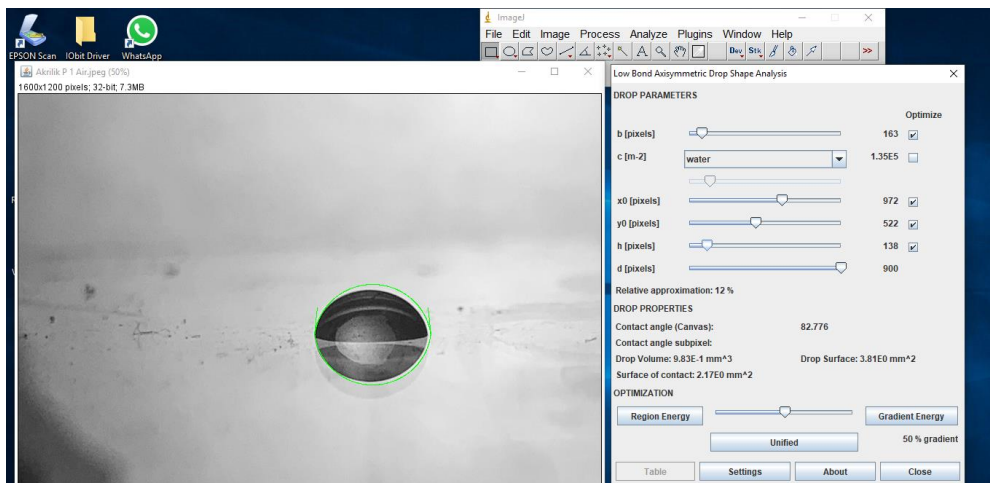 EPSON Scan IObit Driver WhatsApp
ImageJ
File Edit Image Process Analyze Plugins Window Help
Dev Stk >>
Akrilik P 1 Air.jpeg (50%)
1600x1200 pixels; 32-bit; 7.3MB
Low Bond Axisymmetric Drop Shape Analysis
DROP PARAMETERS
Optimize
b [pixels] 163
c [m-2] water 1.35E5
x0 [pixels] 972
y0 [pixels] 522
h [pixels] 138
d [pixels] 900
Relative approximation: 12 %
DROP PROPERTIES
Contact angle (Canvas): 82.776
Contact angle subpixel:
Drop Volume: 9.83E-1 mm^3 Drop Surface: 3.81E0 mm^2
Surface of contact: 2.17E0 mm^2
OPTIMIZATION
Region Energy Gradient Energy
Unified 50 % gradient
Table Settings About Close